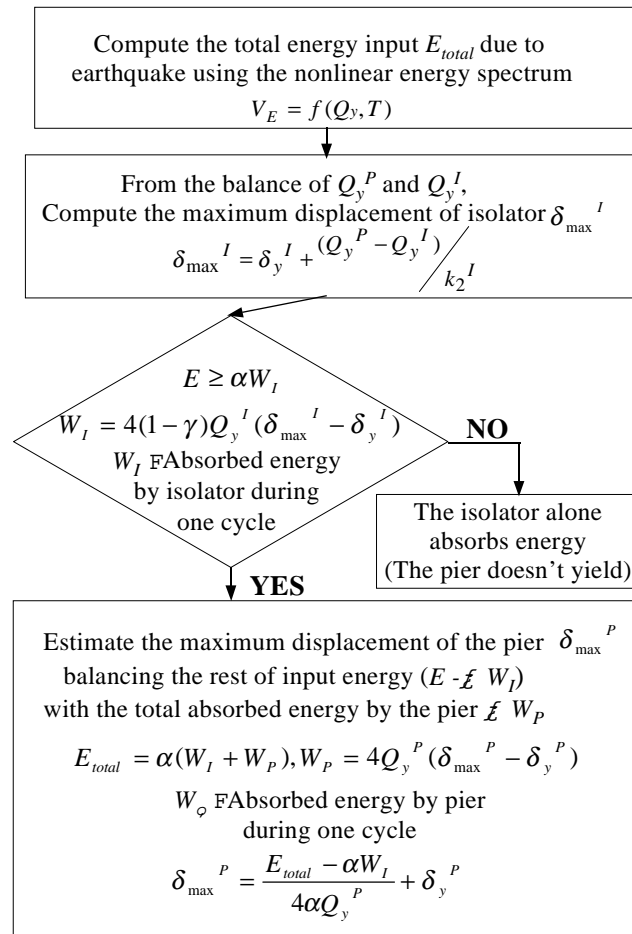 Compute the total energy input E_total due to
earthquake using the nonlinear energy spectrum
V_E = f(Q_y, T)
From the balance of Q_y^P and Q_y^I,
Compute the maximum displacement of isolator δ_max^I
δ_max^I = δ_y^I + (Q_y^P − Q_y^I) / k_2^I
E ≥ αW_I
W_I = 4(1 − γ)Q_y^I (δ_max^I − δ_y^I)
W_I FAbsorbed energy
by isolator during
one cycle
NO
The isolator alone
absorbs energy
(The pier doesn't yield)
YES
Estimate the maximum displacement of the pier δ_max^P
balancing the rest of input energy (E -£ W_I)
with the total absorbed energy by the pier £ W_P
E_total = α(W_I + W_P), W_P = 4Q_y^P (δ_max^P − δ_y^P)
W_ϙ FAbsorbed energy by pier
during one cycle
δ_max^P = (E_total − αW_I) / (4αQ_y^P) + δ_y^P